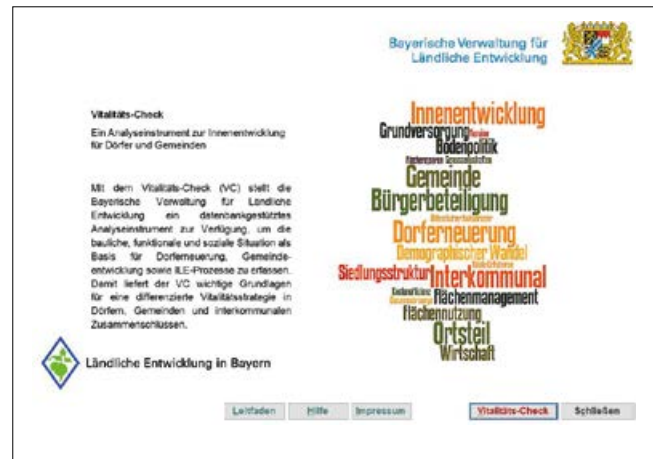 Bayerische Verwaltung für
Ländliche Entwicklung
Vitalitäts-Check
Ein Analyseinstrument zur Innenentwicklung
für Dörfer und Gemeinden
Mit dem Vitalitäts-Check (VC) stellt die
Bayerische Verwaltung für Ländliche
Entwicklung ein datenbankgestütztes
Analyseinstrument zur Verfügung, um die
bauliche, funktionale und soziale Situation als
Basis für Dorferneuerung, Gemeinde-
entwicklung sowie ILE-Prozesse zu erfassen.
Damit liefert der VC wichtige Grundlagen
für eine differenzierte Vitalitätsstrategie in
Dörfern, Gemeinden und interkommunalen
Zusammenschlüssen.
Innenentwicklung
Grundversorgung
Bodenpolitik
Gemeinde
Bürgerbeteiligung
Dorferneuerung
Demographischer Wandel
Siedlungsstruktur Interkommunal
flächenmanagement
flächennutzung
Ortsteil
Wirtschaft
Ländliche Entwicklung in Bayern
Leitfaden Hilfe Impressum Vitalitäts-Check Schließen